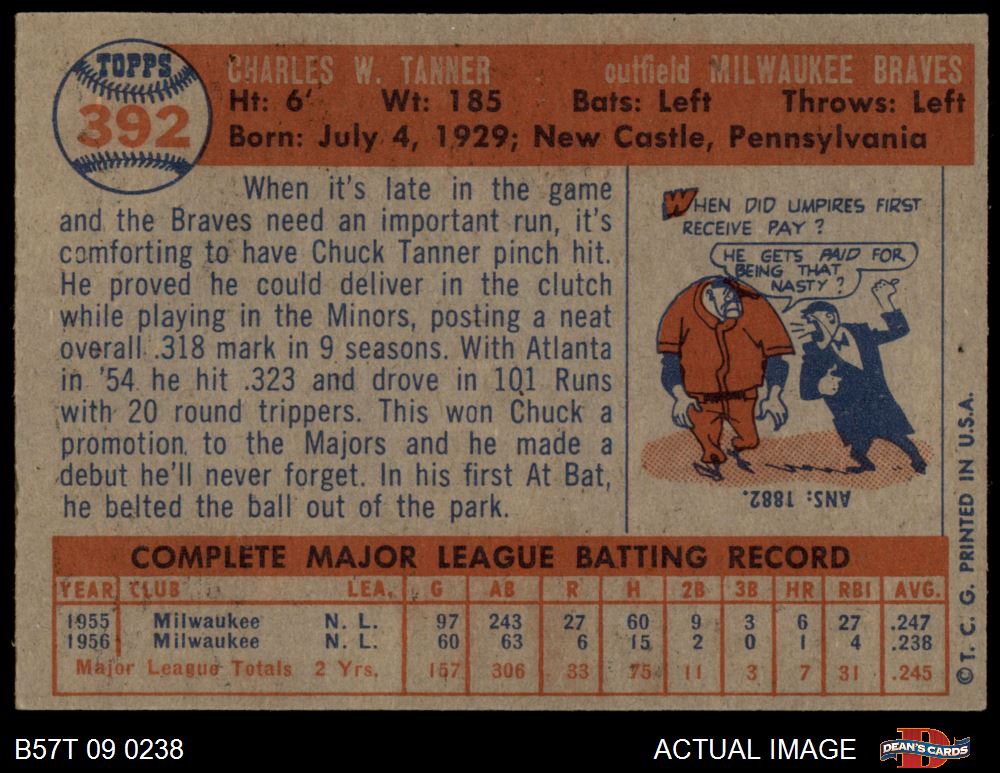 TOPPS
392
CHARLES W. TANNER outfield MILWAUKEE BRAVES
Ht: 6' Wt: 185 Bats: Left Throws: Left
Born: July 4, 1929; New Castle, Pennsylvania
When it's late in the game
and the Braves need an important run, it's
comforting to have Chuck Tanner pinch hit.
He proved he could deliver in the clutch
while playing in the Minors, posting a neat
overall .318 mark in 9 seasons. With Atlanta
in '54 he hit .323 and drove in 101 Runs
with 20 round trippers. This won Chuck a
promotion to the Majors and he made a
debut he'll never forget. In his first At Bat,
he belted the ball out of the park.
WHEN DID UMPIRES FIRST
RECEIVE PAY?
HE GETS PAID FOR
BEING THAT
NASTY?
ANS: 1882.
COMPLETE MAJOR LEAGUE BATTING RECORD
YEAR CLUB LEA. G AB R H 2B 3B HR RBI AVG.
1955 Milwaukee N. L. 97 243 27 60 9 3 6 27 .247
1956 Milwaukee N. L. 60 63 6 15 2 0 1 4 .238
Major League Totals 2 Yrs. 157 306 33 75 11 3 7 31 .245
© T. C. G. PRINTED IN U.S.A.
B57T 09 0238 ACTUAL IMAGE DEAN'S CARDS